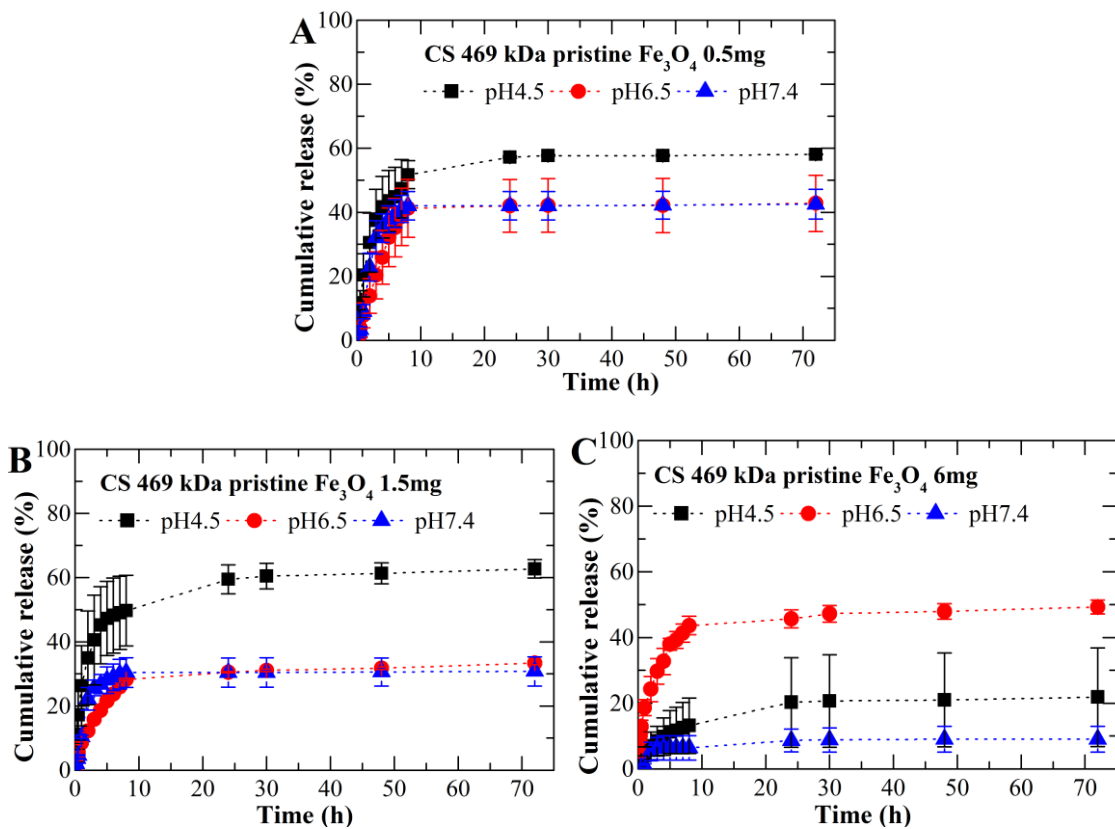 A
CS 469 kDa pristine Fe₃O₄ 0.5mg
pH4.5 pH6.5 pH7.4
Cumulative release (%)
100
80
60
40
20
0
0 10 20 30 40 50 60 70
Time (h)
B
CS 469 kDa pristine Fe₃O₄ 1.5mg
pH4.5 pH6.5 pH7.4
Cumulative release (%)
100
80
60
40
20
0
0 10 20 30 40 50 60 70
Time (h)
C
CS 469 kDa pristine Fe₃O₄ 6mg
pH4.5 pH6.5 pH7.4
Cumulative release (%)
100
80
60
40
20
0
0 10 20 30 40 50 60 70
Time (h)